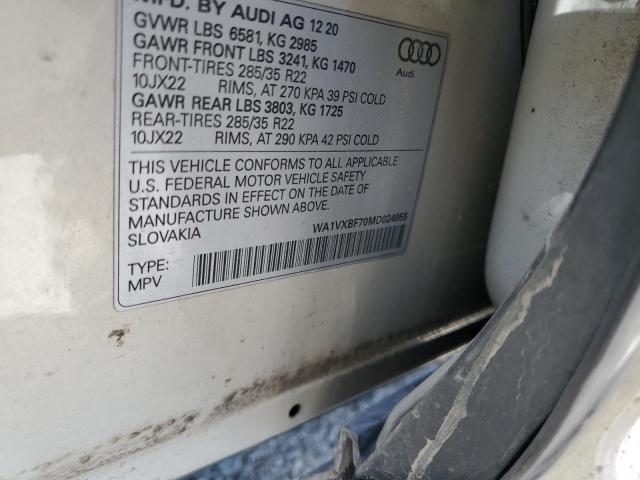 MFD. BY AUDI AG 12 20
GVWR LBS 6581, KG 2985
GAWR FRONT LBS 3241, KG 1470
FRONT-TIRES 285/35 R22
10JX22 RIMS, AT 270 KPA 39 PSI COLD
GAWR REAR LBS 3803, KG 1725
REAR-TIRES 285/35 R22
10JX22 RIMS, AT 290 KPA 42 PSI COLD
Audi
THIS VEHICLE CONFORMS TO ALL APPLICABLE
U.S. FEDERAL MOTOR VEHICLE SAFETY
STANDARDS IN EFFECT ON THE DATE OF
MANUFACTURE SHOWN ABOVE.
SLOVAKIA
WA1VXBF70MD024955
TYPE:
MPV